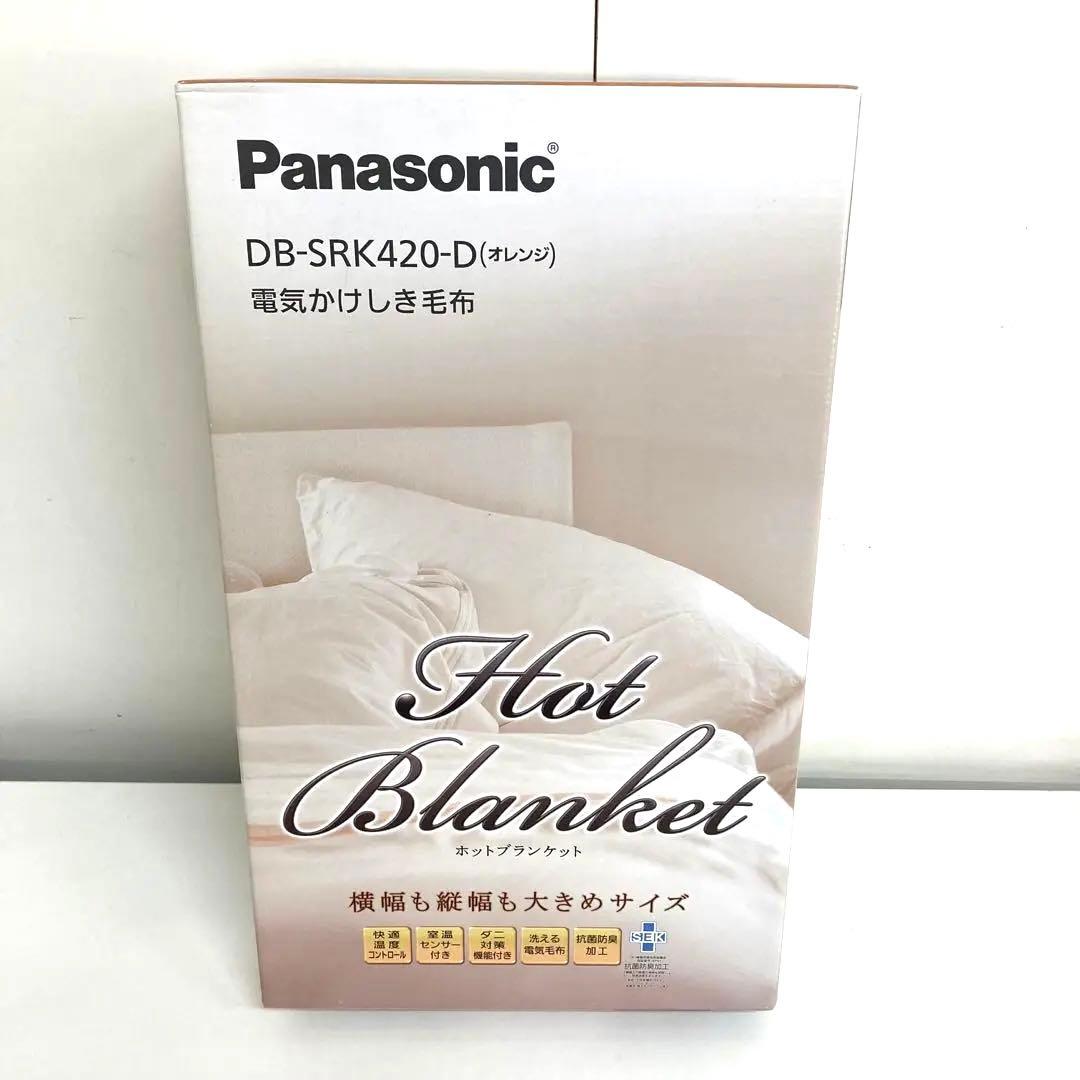 Panasonic®
DB-SRK420-D(オレンジ)
電気かけしき毛布
Hot
Blanket
ホットブランケット
横幅も縦幅も大きめサイズ
快適
温度
コントロール
室温
センサー
付き
ダニ
対策
機能付き
洗える
電気毛布
抗菌防臭
加工
SEK
抗菌防臭加工